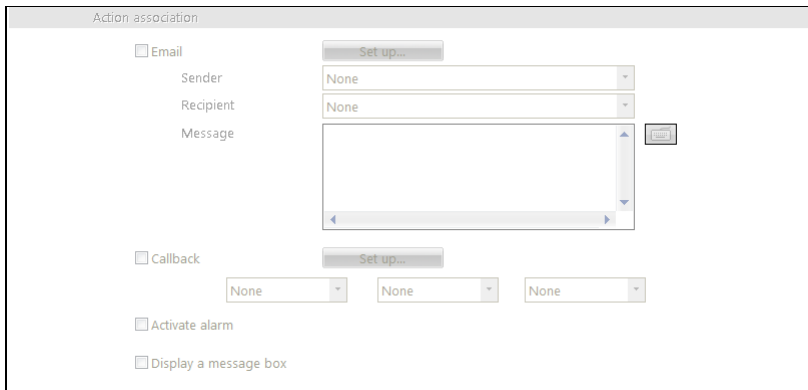 Action association
Email
Set up...
Sender
None
Recipient
None
Message
Callback
Set up...
None
None
None
Activate alarm
Display a message box